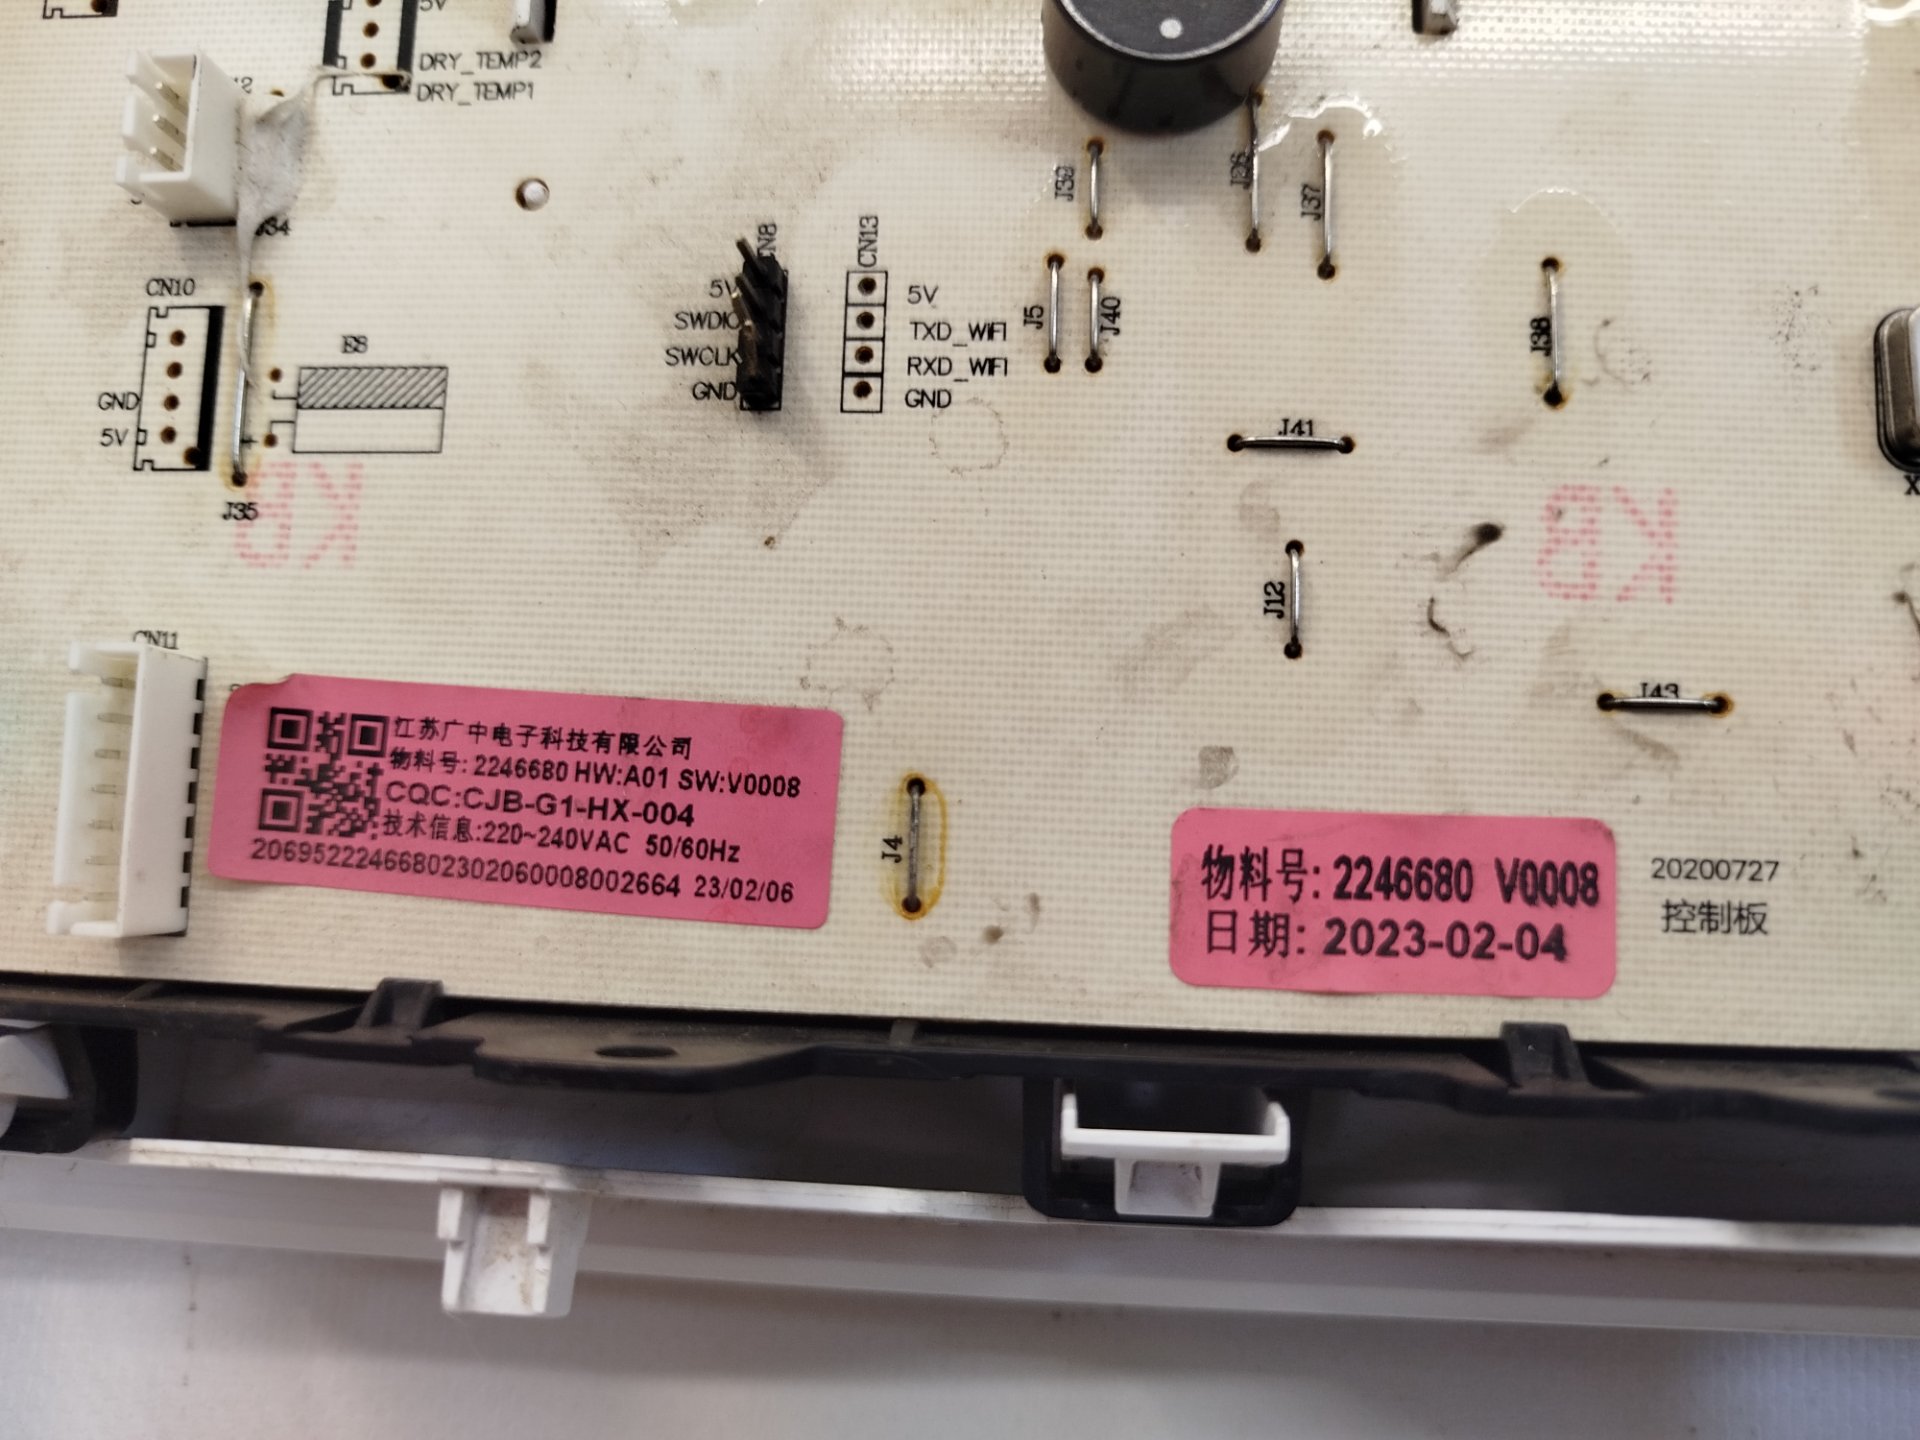 5V
DRY_TEMP2
DRY_TEMP1
J34
CN10
GND
5V
J35
E8
CN8
5V
SWDIO
SWCLK
GND
CN13
5V
TXD_WIFI
RXD_WIFI
GND
J39
J26
J37
J5
J40
J38
J41
J12
J43
KB
KB
CN11
江苏广中电子科技有限公司
物料号: 2246680 HW:A01 SW:V0008
CQC:CJB-G1-HX-004
技术信息:220~240VAC 50/60Hz
20695222466802302060008002664 23/02/06
J4
物料号: 2246680 V0008
日期: 2023-02-04
20200727
控制板